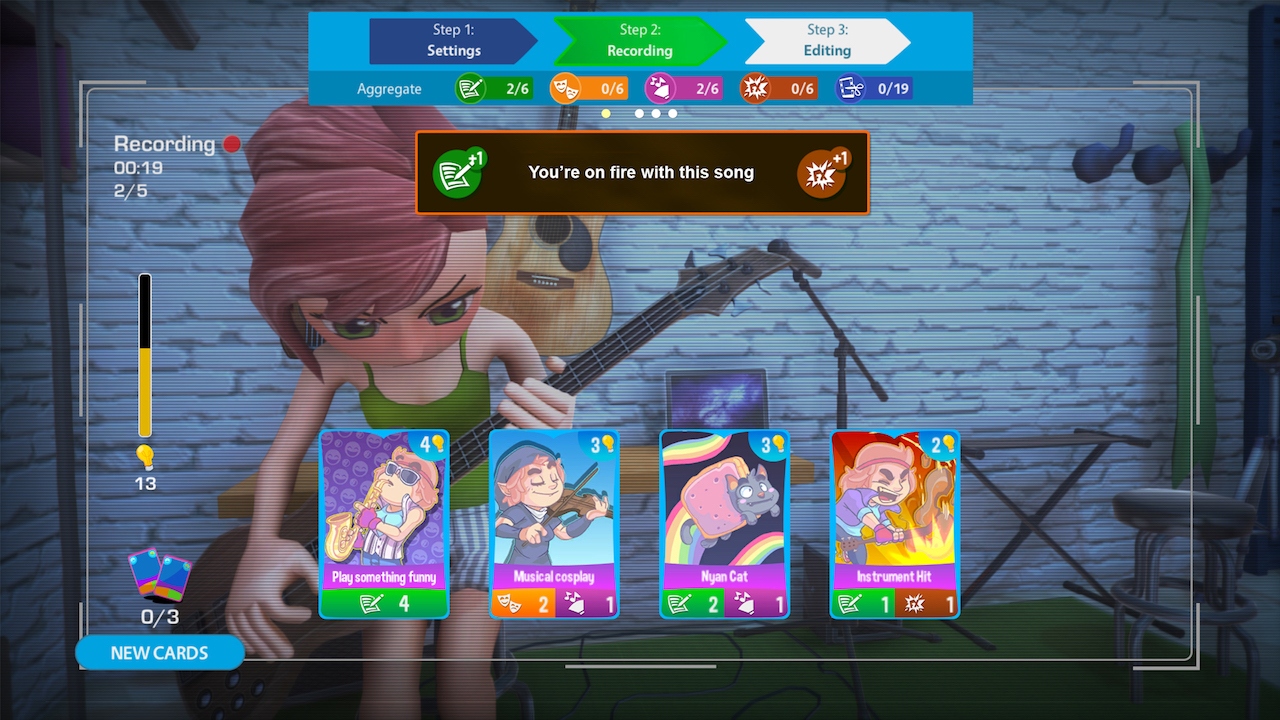 Step 1:
Settings
Step 2:
Recording
Step 3:
Editing
Aggregate
2/6
0/6
2/6
0/6
0/19
Recording
00:19
2/5
+1
You're on fire with this song
FX
+1
13
0/3
NEW CARDS
4
Play something funny
4
3
Musical cosplay
2
1
3
Nyan Cat
2
1
2
Instrument Hit
1
1